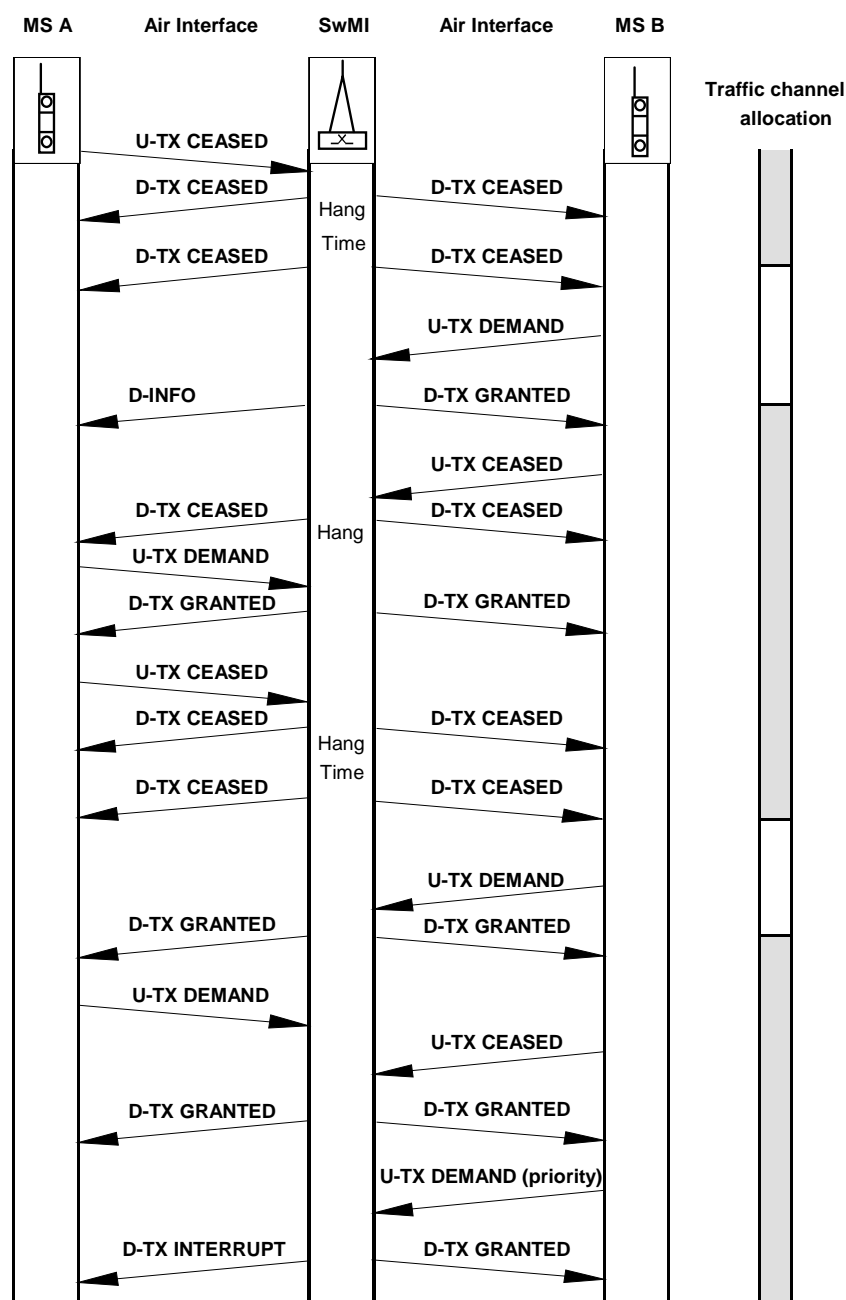 MS A Air Interface SwMI Air Interface MS B
Traffic channel
allocation
U-TX CEASED
D-TX CEASED D-TX CEASED
Hang
Time
D-TX CEASED D-TX CEASED
U-TX DEMAND
D-INFO D-TX GRANTED
U-TX CEASED
D-TX CEASED D-TX CEASED
Hang
U-TX DEMAND
D-TX GRANTED D-TX GRANTED
U-TX CEASED
D-TX CEASED D-TX CEASED
Hang
Time
D-TX CEASED D-TX CEASED
U-TX DEMAND
D-TX GRANTED D-TX GRANTED
U-TX DEMAND
U-TX CEASED
D-TX GRANTED D-TX GRANTED
U-TX DEMAND (priority)
D-TX INTERRUPT D-TX GRANTED